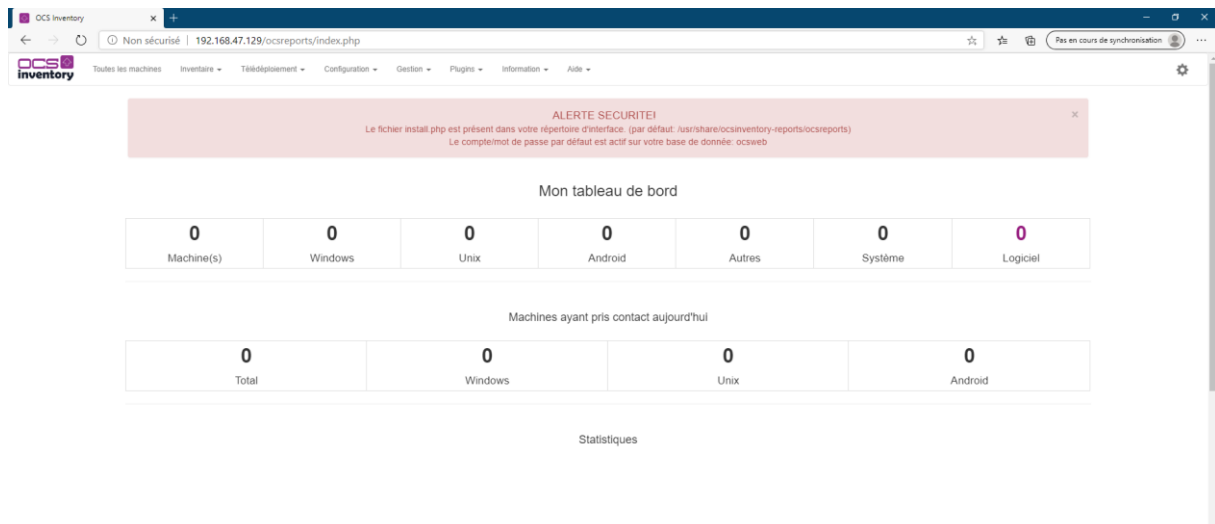 OCS Inventory
Non sécurisé | 192.168.47.129/ocsreports/index.php
Pas en cours de synchronisation
OCS inventory
Toutes les machines Inventaire Télédéploiement Configuration Gestion Plugins Information Aide
ALERTE SECURITE!
Le fichier install.php est présent dans votre répertoire d'interface. (par défaut: /usr/share/ocsinventory-reports/ocsreports)
Le compte/mot de passe par défaut est actif sur votre base de donnée: ocsweb
Mon tableau de bord
0 0 0 0 0 0 0
Machine(s) Windows Unix Android Autres Système Logiciel
Machines ayant pris contact aujourd'hui
0 0 0 0
Total Windows Unix Android
Statistiques